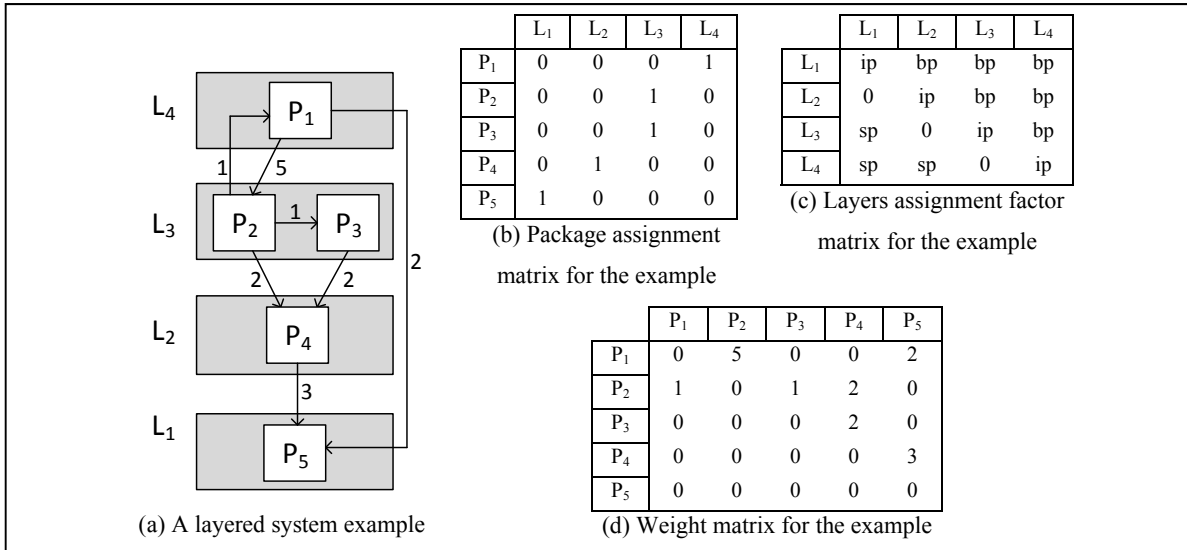 L4
P1
1
5
L3
P2
1
P3
2
2
2
L2
P4
3
L1
P5
(a) A layered system example
L1 L2 L3 L4
P1 0 0 0 1
P2 0 0 1 0
P3 0 0 1 0
P4 0 1 0 0
P5 1 0 0 0
(b) Package assignment
matrix for the example
L1 L2 L3 L4
L1 ip bp bp bp
L2 0 ip bp bp
L3 sp 0 ip bp
L4 sp sp 0 ip
(c) Layers assignment factor
matrix for the example
P1 P2 P3 P4 P5
P1 0 5 0 0 2
P2 1 0 1 2 0
P3 0 0 0 2 0
P4 0 0 0 0 3
P5 0 0 0 0 0
(d) Weight matrix for the example